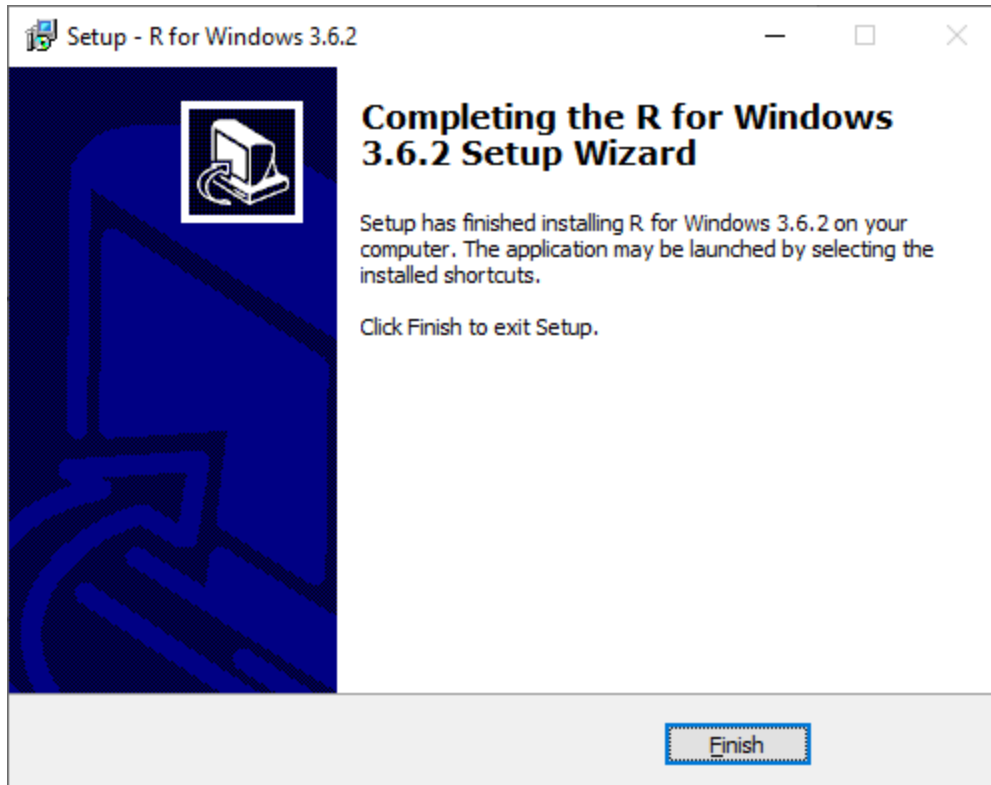 Setup - R for Windows 3.6.2
Completing the R for Windows
3.6.2 Setup Wizard
Setup has finished installing R for Windows 3.6.2 on your
computer. The application may be launched by selecting the
installed shortcuts.
Click Finish to exit Setup.
Finish